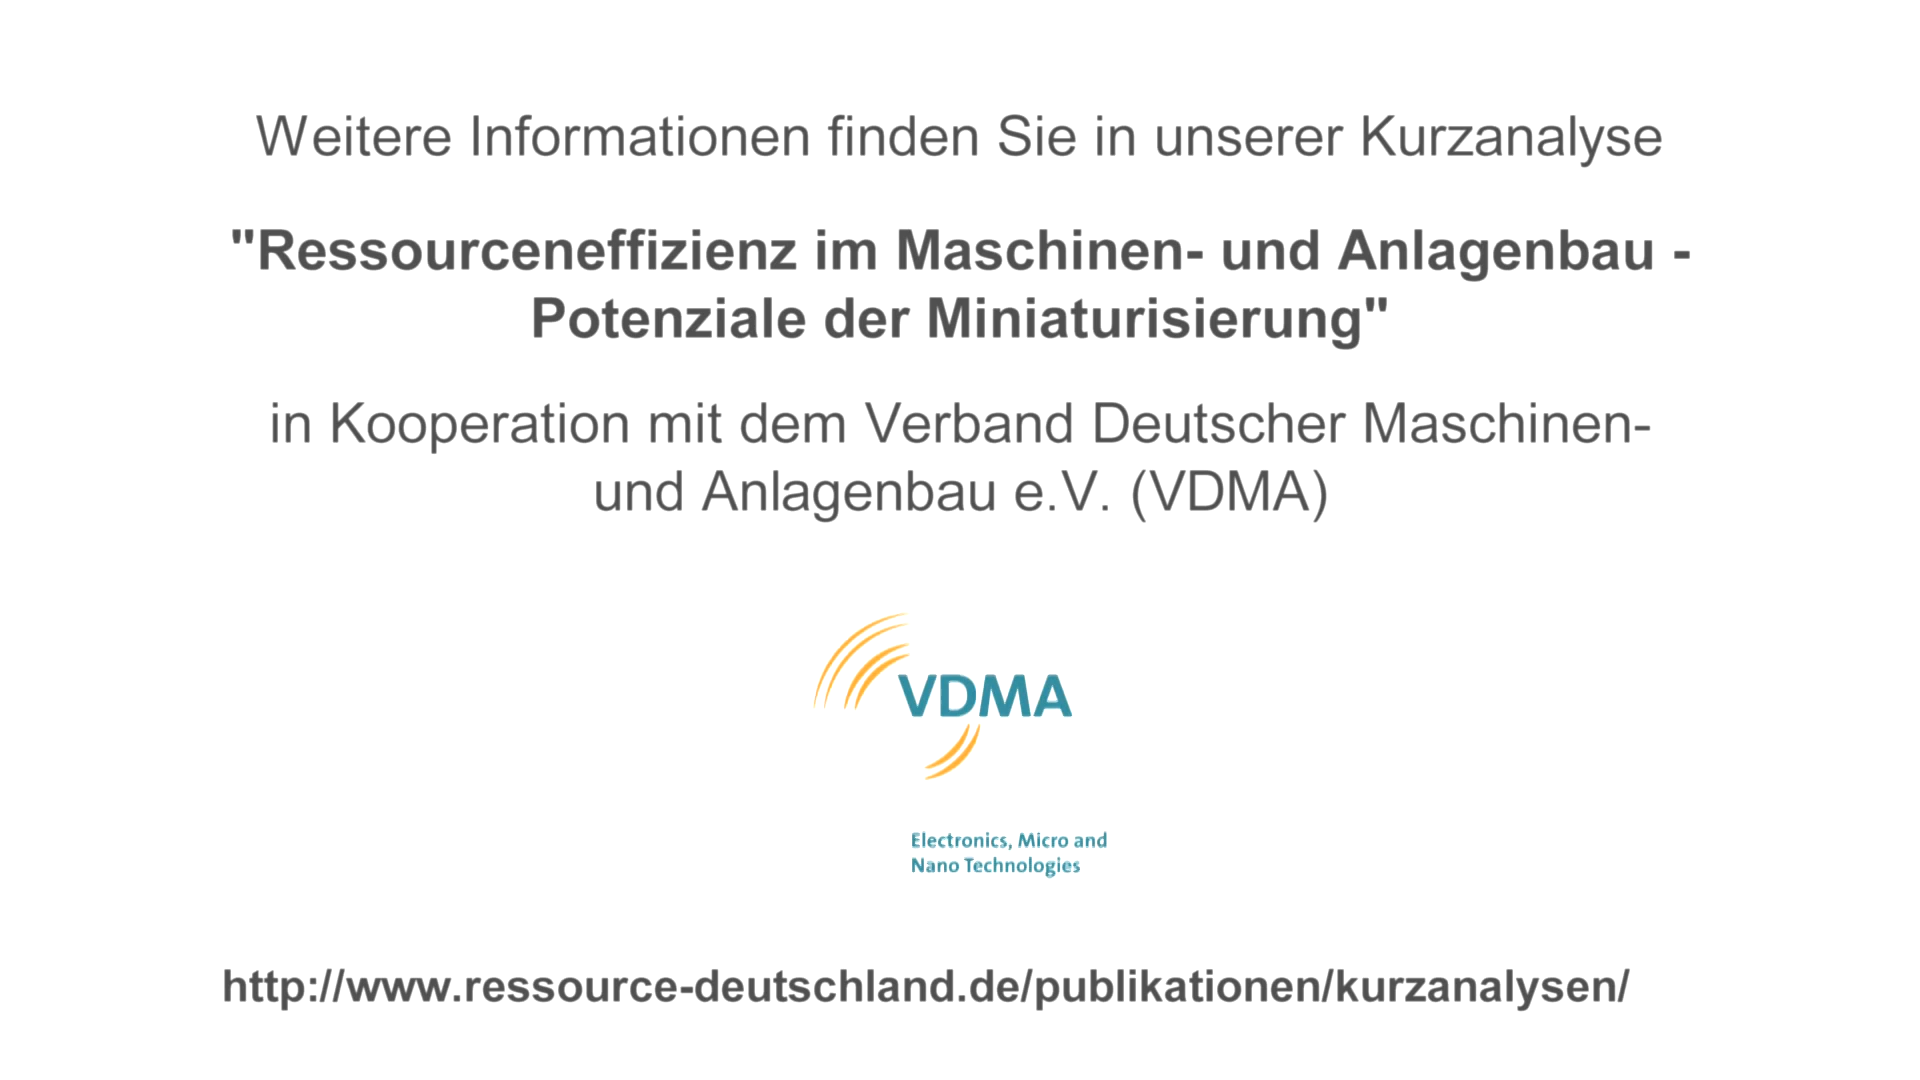 Weitere Informationen finden Sie in unserer Kurzanalyse
"Ressourceneffizienz im Maschinen- und Anlagenbau -
Potenziale der Miniaturisierung"
in Kooperation mit dem Verband Deutscher Maschinen-
und Anlagenbau e.V. (VDMA)
VDMA
Electronics, Micro and
Nano Technologies
http://www.ressource-deutschland.de/publikationen/kurzanalysen/